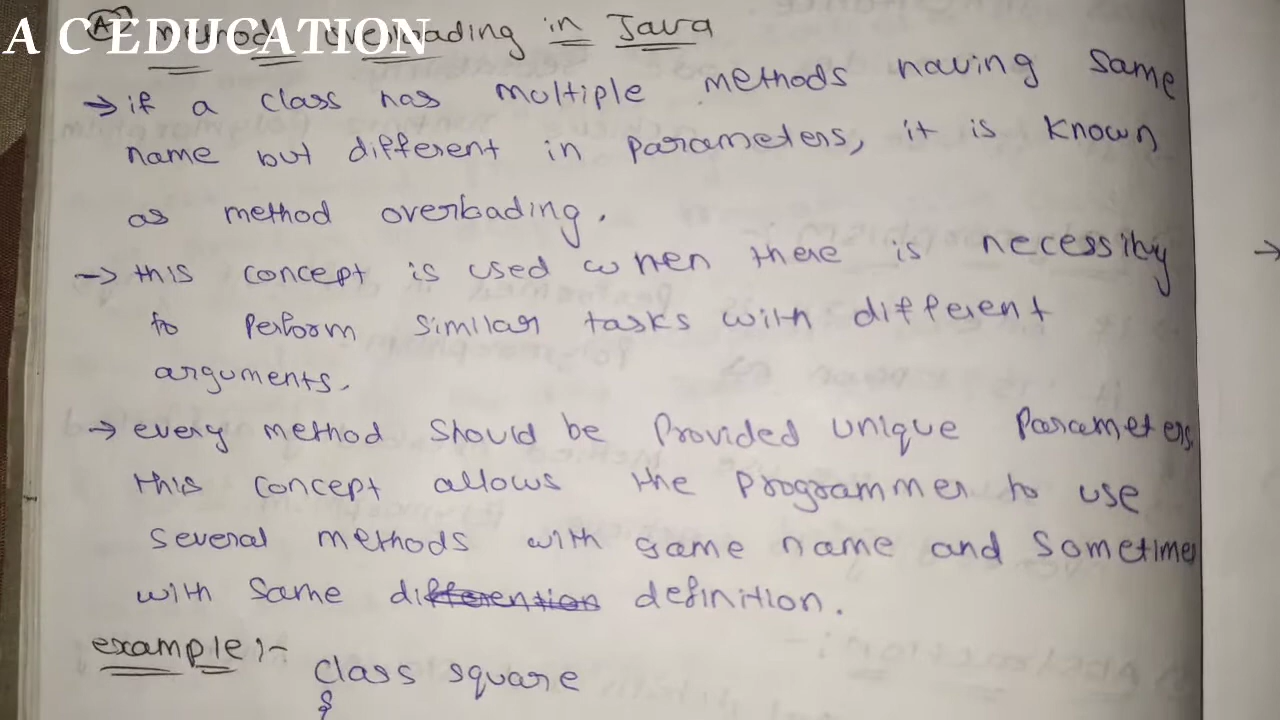 A C EDUCATION
method overloading in Java
→ if a class has multiple methods having same
name but different in parameters, it is known
as method overloading.
→ this concept is used when there is necessity
to perform similar tasks with different
arguments.
→ every method should be provided unique parameters
this concept allows the programmer to use
several methods with same name and sometimes
with same differention definition.
example :-
class square
{
→